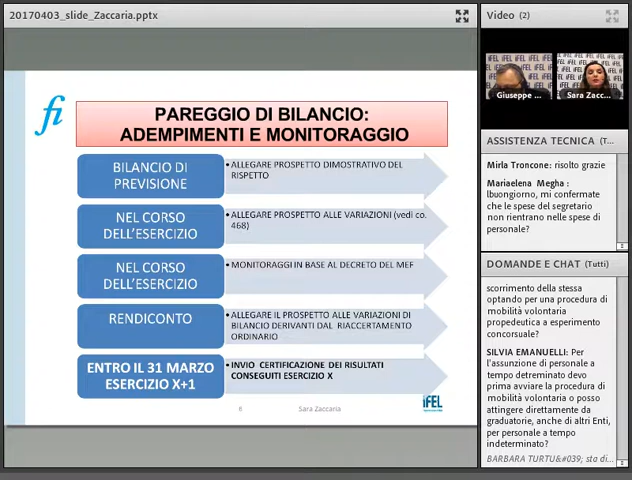 20170403_slide_Zaccaria.pptx
fi
PAREGGIO DI BILANCIO:
ADEMPIMENTI E MONITORAGGIO
BILANCIO DI
PREVISIONE
•ALLEGARE PROSPETTO DIMOSTRATIVO DEL
RISPETTO
NEL CORSO
DELL'ESERCIZIO
•ALLEGARE PROSPETTO ALLE VARIAZIONI (vedi co.
468)
NEL CORSO
DELL'ESERCIZIO
•MONITORAGGI IN BASE AL DECRETO DEL MEF
RENDICONTO
•ALLEGARE IL PROSPETTO ALLE VARIAZIONI DI
BILANCIO DERIVANTI DAL RIACCERTAMENTO
ORDINARIO
ENTRO IL 31 MARZO
ESERCIZIO X+1
•INVIO CERTIFICAZIONE DEI RISULTATI
CONSEGUITI ESERCIZIO X
6
Sara Zaccaria
iFEL
Video (2)
Giuseppe ...
Sara Zacc...
ASSISTENZA TECNICA (T...
Mirla Troncone: risolto grazie
Mariaelena Megha :
lbuongiorno, mi confermate
che le spese del segretario
non rientrano nelle spese di
personale?
DOMANDE E CHAT (Tutti)
scorrimento della stessa
optando per una procedura di
mobilità volontaria
propedeutica a esperimento
concorsuale?
SILVIA EMANUELLI: Per
l'assunzione di personale a
tempo detreminato devo
prima avviare la procedura di
mobilità volontaria o posso
attingere direttamente da
graduatorie, anche di altri Enti,
per personale a tempo
indeterminato?
BARBARA TURTU&#039; sta di...